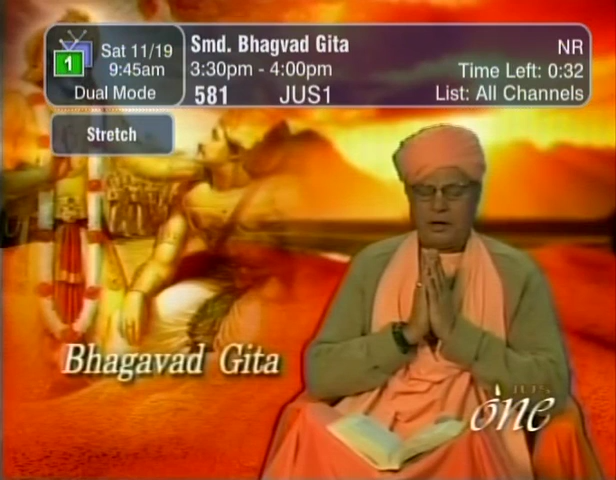 1
Sat 11/19
9:45am
Dual Mode
Smd. Bhagvad Gita
NR
3:30pm - 4:00pm
Time Left: 0:32
581 JUS1
List: All Channels
Stretch
Bhagavad Gita
JUS
one